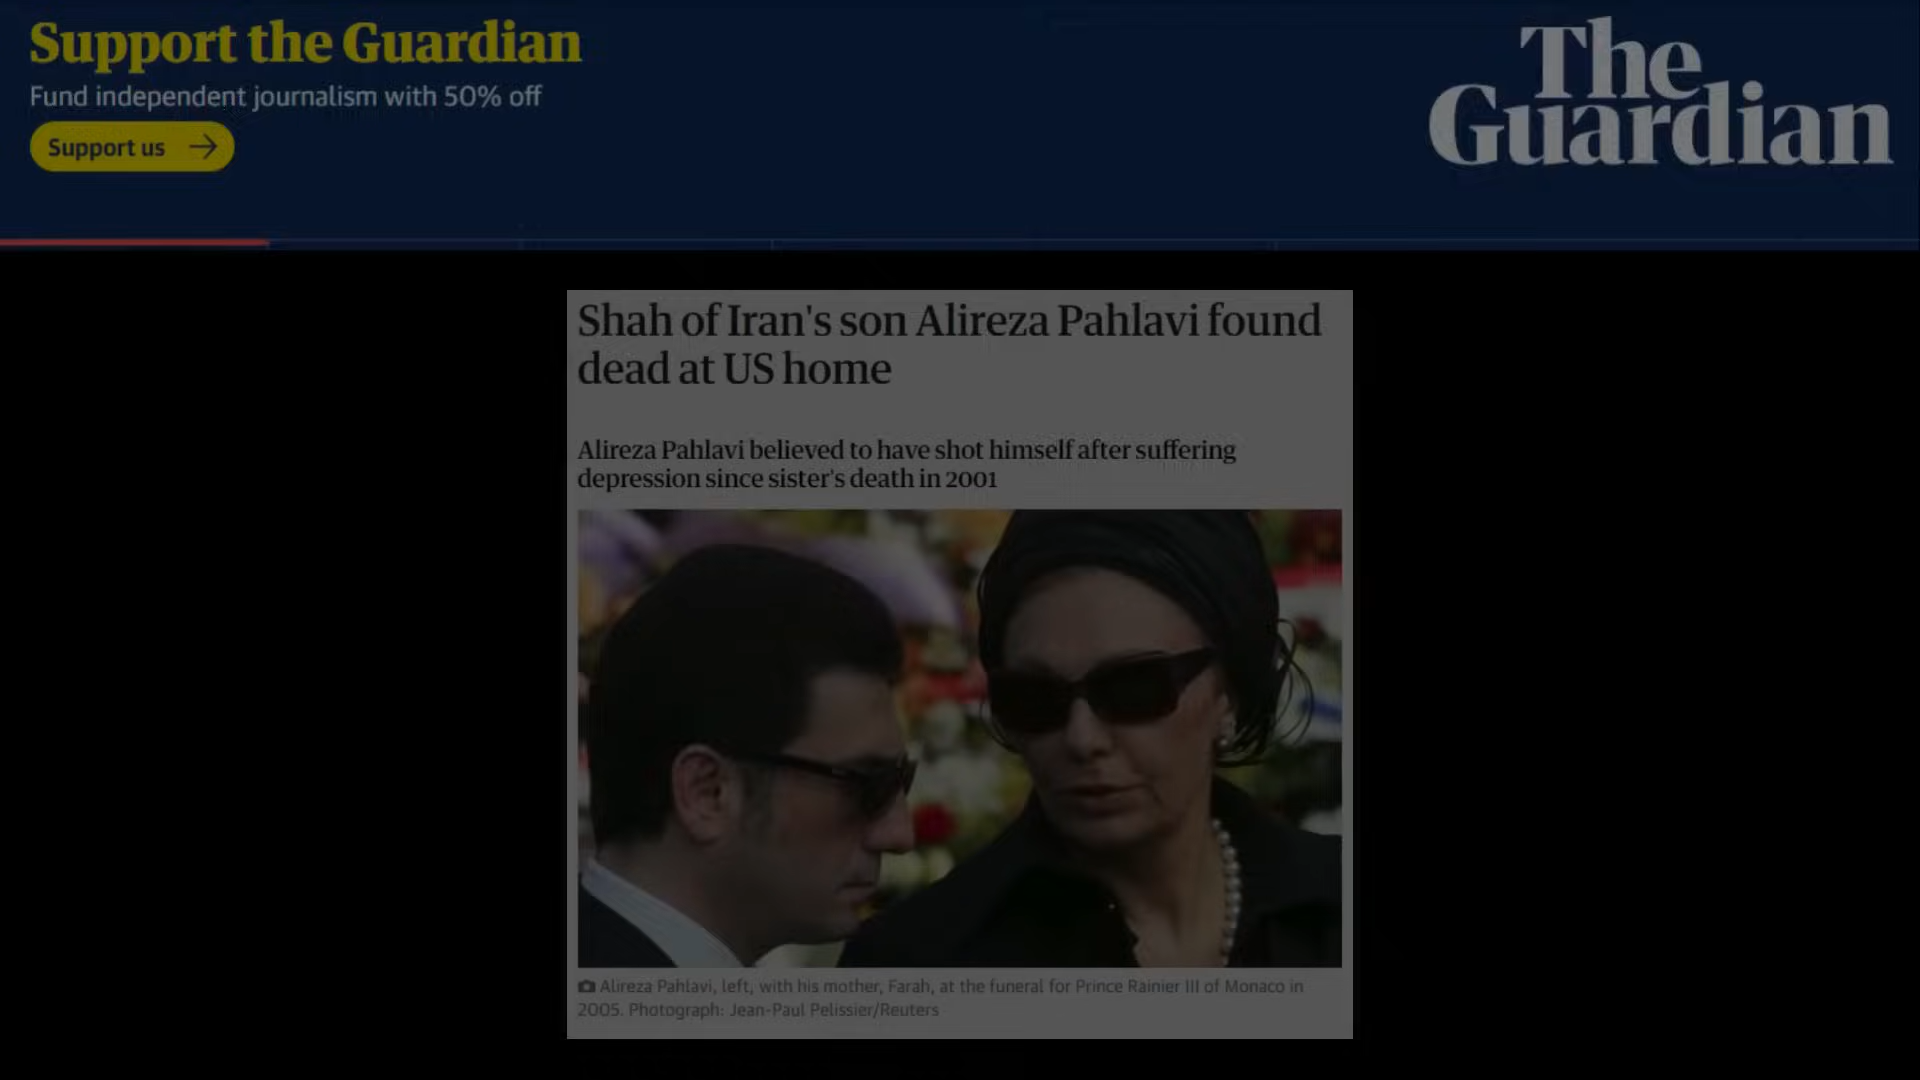 Support the Guardian
Fund independent journalism with 50% off
Support us
The
Guardian
Shah of Iran's son Alireza Pahlavi found
dead at US home
Alireza Pahlavi believed to have shot himself after suffering
depression since sister's death in 2001
Alireza Pahlavi, left, with his mother, Farah, at the funeral for Prince Rainier III of Monaco in
2005. Photograph: Jean-Paul Pelissier/Reuters